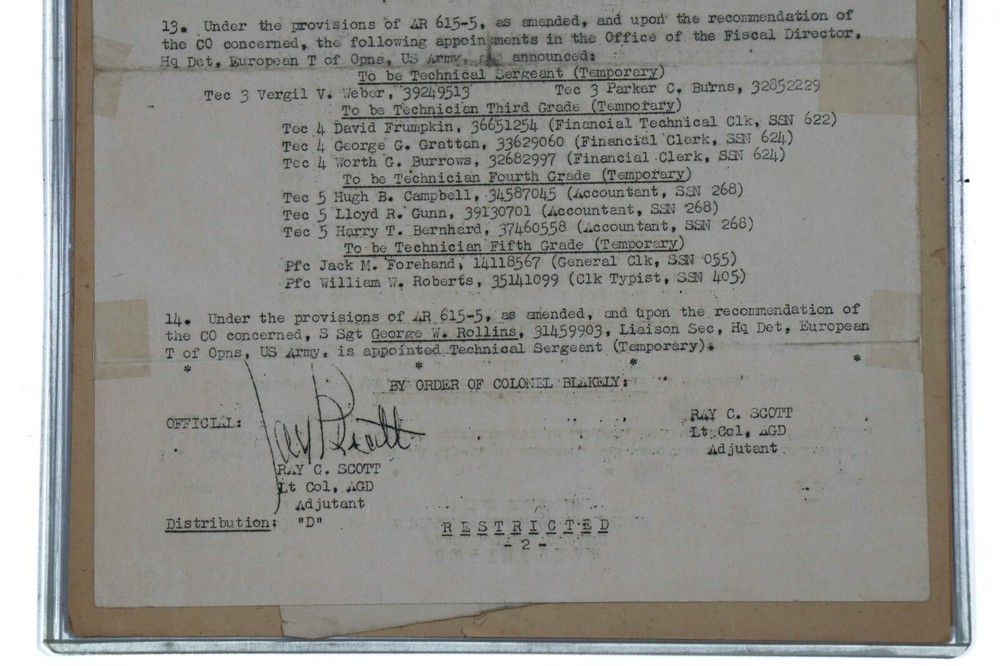 13. Under the provisions of AR 615-5, as amended, and upon the recommendation of
the CO concerned, the following appointments in the Office of the Fiscal Director,
Hq Det, European T of Opns, US Army, announced:
To be Technical Sergeant (Temporary)
Tec 3 Vergil V. Weber, 39249513 Tec 3 Parker C. Burns, 32852229
To be Technician Third Grade (Temporary)
Tec 4 David Frumpkin, 36651254 (Financial Technical Clk, SSN 622)
Tec 4 George G. Grattan, 33629060 (Financial Clerk, SSN 624)
Tec 4 Worth G. Burrows, 32682997 (Financial Clerk, SSN 624)
To be Technician Fourth Grade (Temporary)
Tec 5 Hugh B. Campbell, 34587045 (Accountant, SSN 268)
Tec 5 Lloyd R. Gunn, 39130701 (Accountant, SSN 268)
Tec 5 Harry T. Bernhard, 37460558 (Accountant, SSN 268)
To be Technician Fifth Grade (Temporary)
Pfc Jack M. Forehand, 14118567 (General Clk, SSN 055)
Pfc William W. Roberts, 35141099 (Clk Typist, SSN 405)
14. Under the provisions of AR 615-5, as amended, and upon the recommendation of
the CO concerned, S Sgt George W. Rollins, 31459903, Liaison Sec, Hq Det, European
T of Opns, US Army, is appointed Technical Sergeant (Temporary).
* * * *
BY ORDER OF COLONEL BLAKELY:
RAY C. SCOTT
Lt Col, AGD
Adjutant
OFFICIAL:
Ray C Scott
RAY C. SCOTT
Lt Col, AGD
Adjutant
Distribution: "D"
R E S T R I C T E D
- 2 -